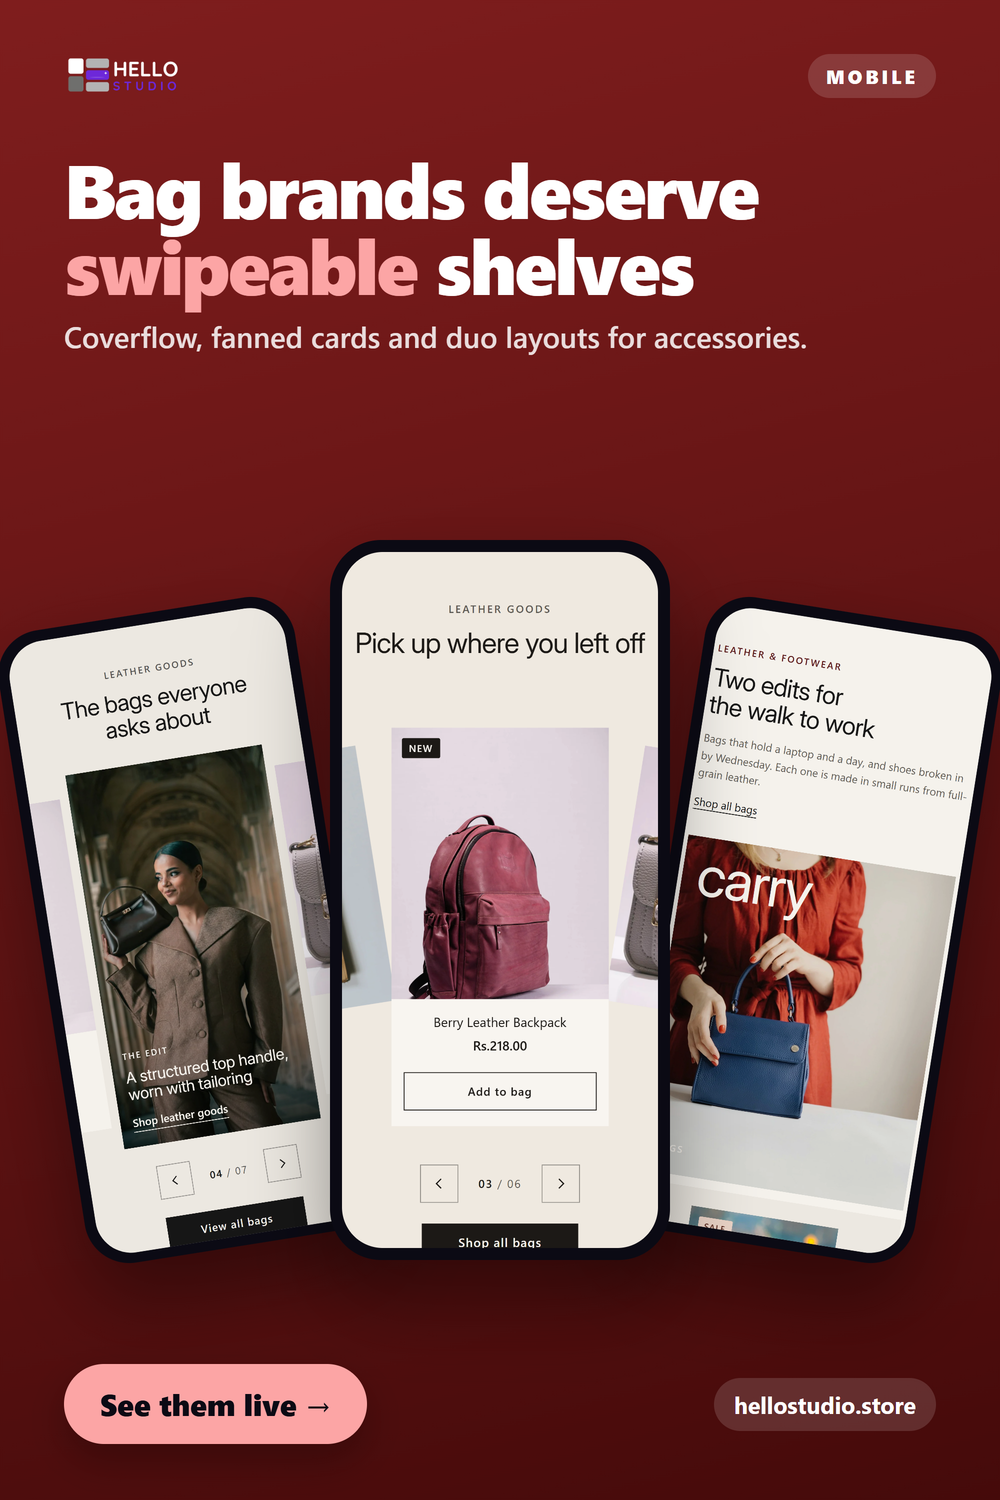 HELLO
STUDIO
MOBILE
Bag brands deserve
swipeable shelves
Coverflow, fanned cards and duo layouts for accessories.
LEATHER GOODS
The bags everyone
asks about
THE EDIT
A structured top handle,
worn with tailoring
Shop leather goods
04 / 07
View all bags
LEATHER GOODS
Pick up where you left off
NEW
Berry Leather Backpack
Rs.218.00
Add to bag
03 / 06
Shop all bags
LEATHER & FOOTWEAR
Two edits for
the walk to work
Bags that hold a laptop and a day, and shoes broken in
by Wednesday. Each one is made in small runs from full-
grain leather.
Shop all bags
carry
SALE
See them live →
hellostudio.store